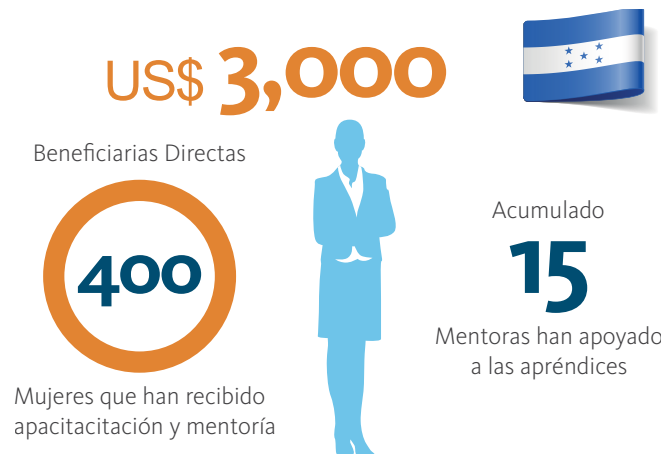 US$ 3,000
Beneficiarias Directas
400
Mujeres que han recibido
apacitacitación y mentoría
Acumulado
15
Mentoras han apoyado
a las apréndices